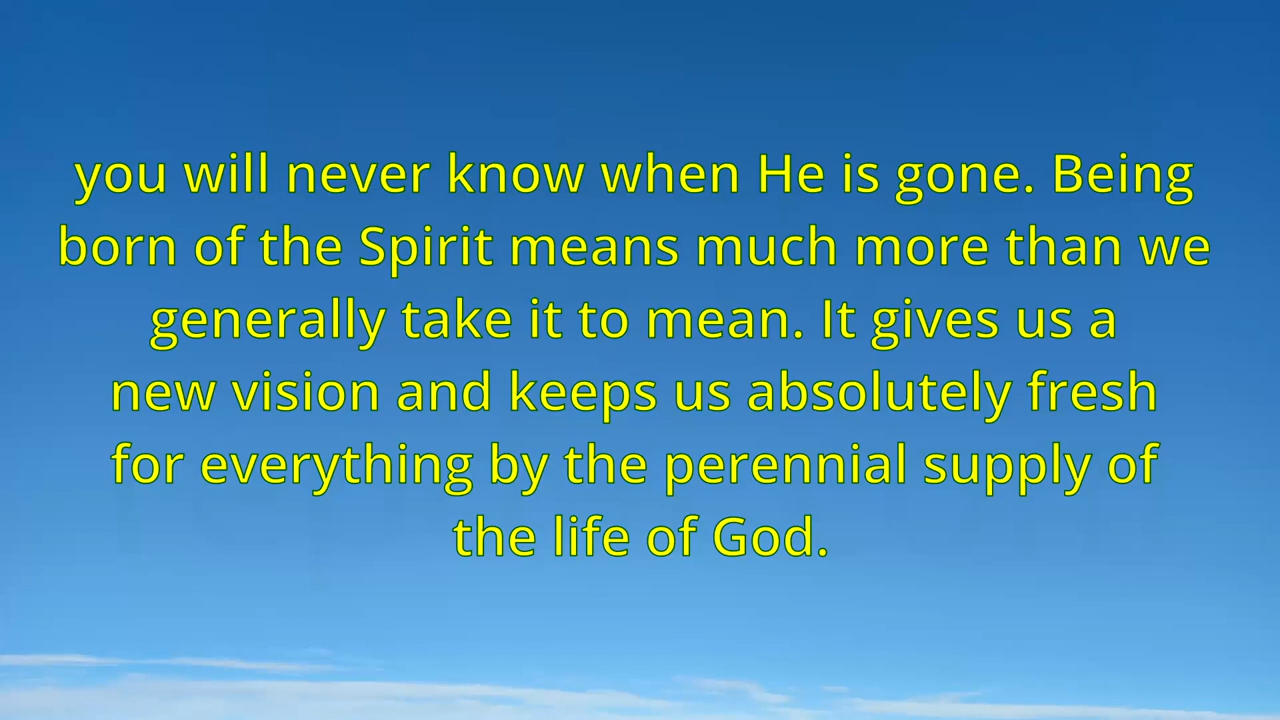 you will never know when He is gone. Being
born of the Spirit means much more than we
generally take it to mean. It gives us a
new vision and keeps us absolutely fresh
for everything by the perennial supply of
the life of God.